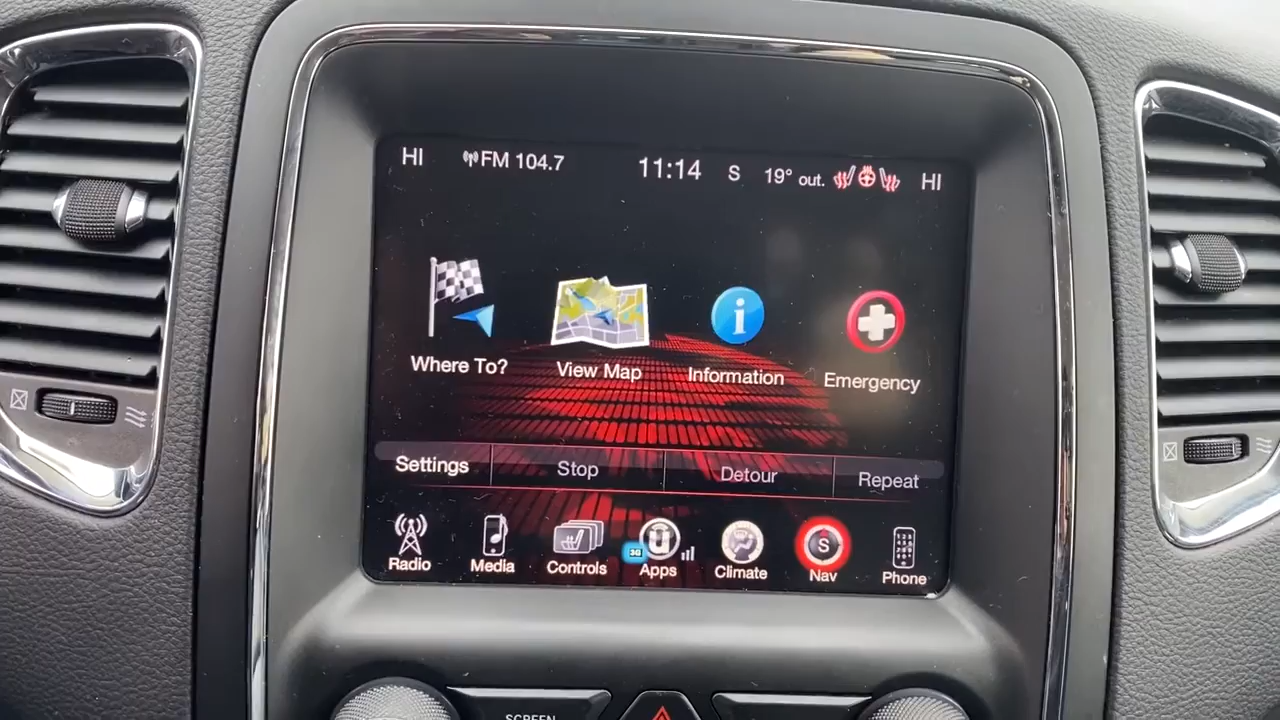 HI FM 104.7 11:14 S 19° out. HI
Where To? View Map Information Emergency
Settings Stop Detour Repeat
3G S
Radio Media Controls Apps Climate Nav Phone
SCREEN